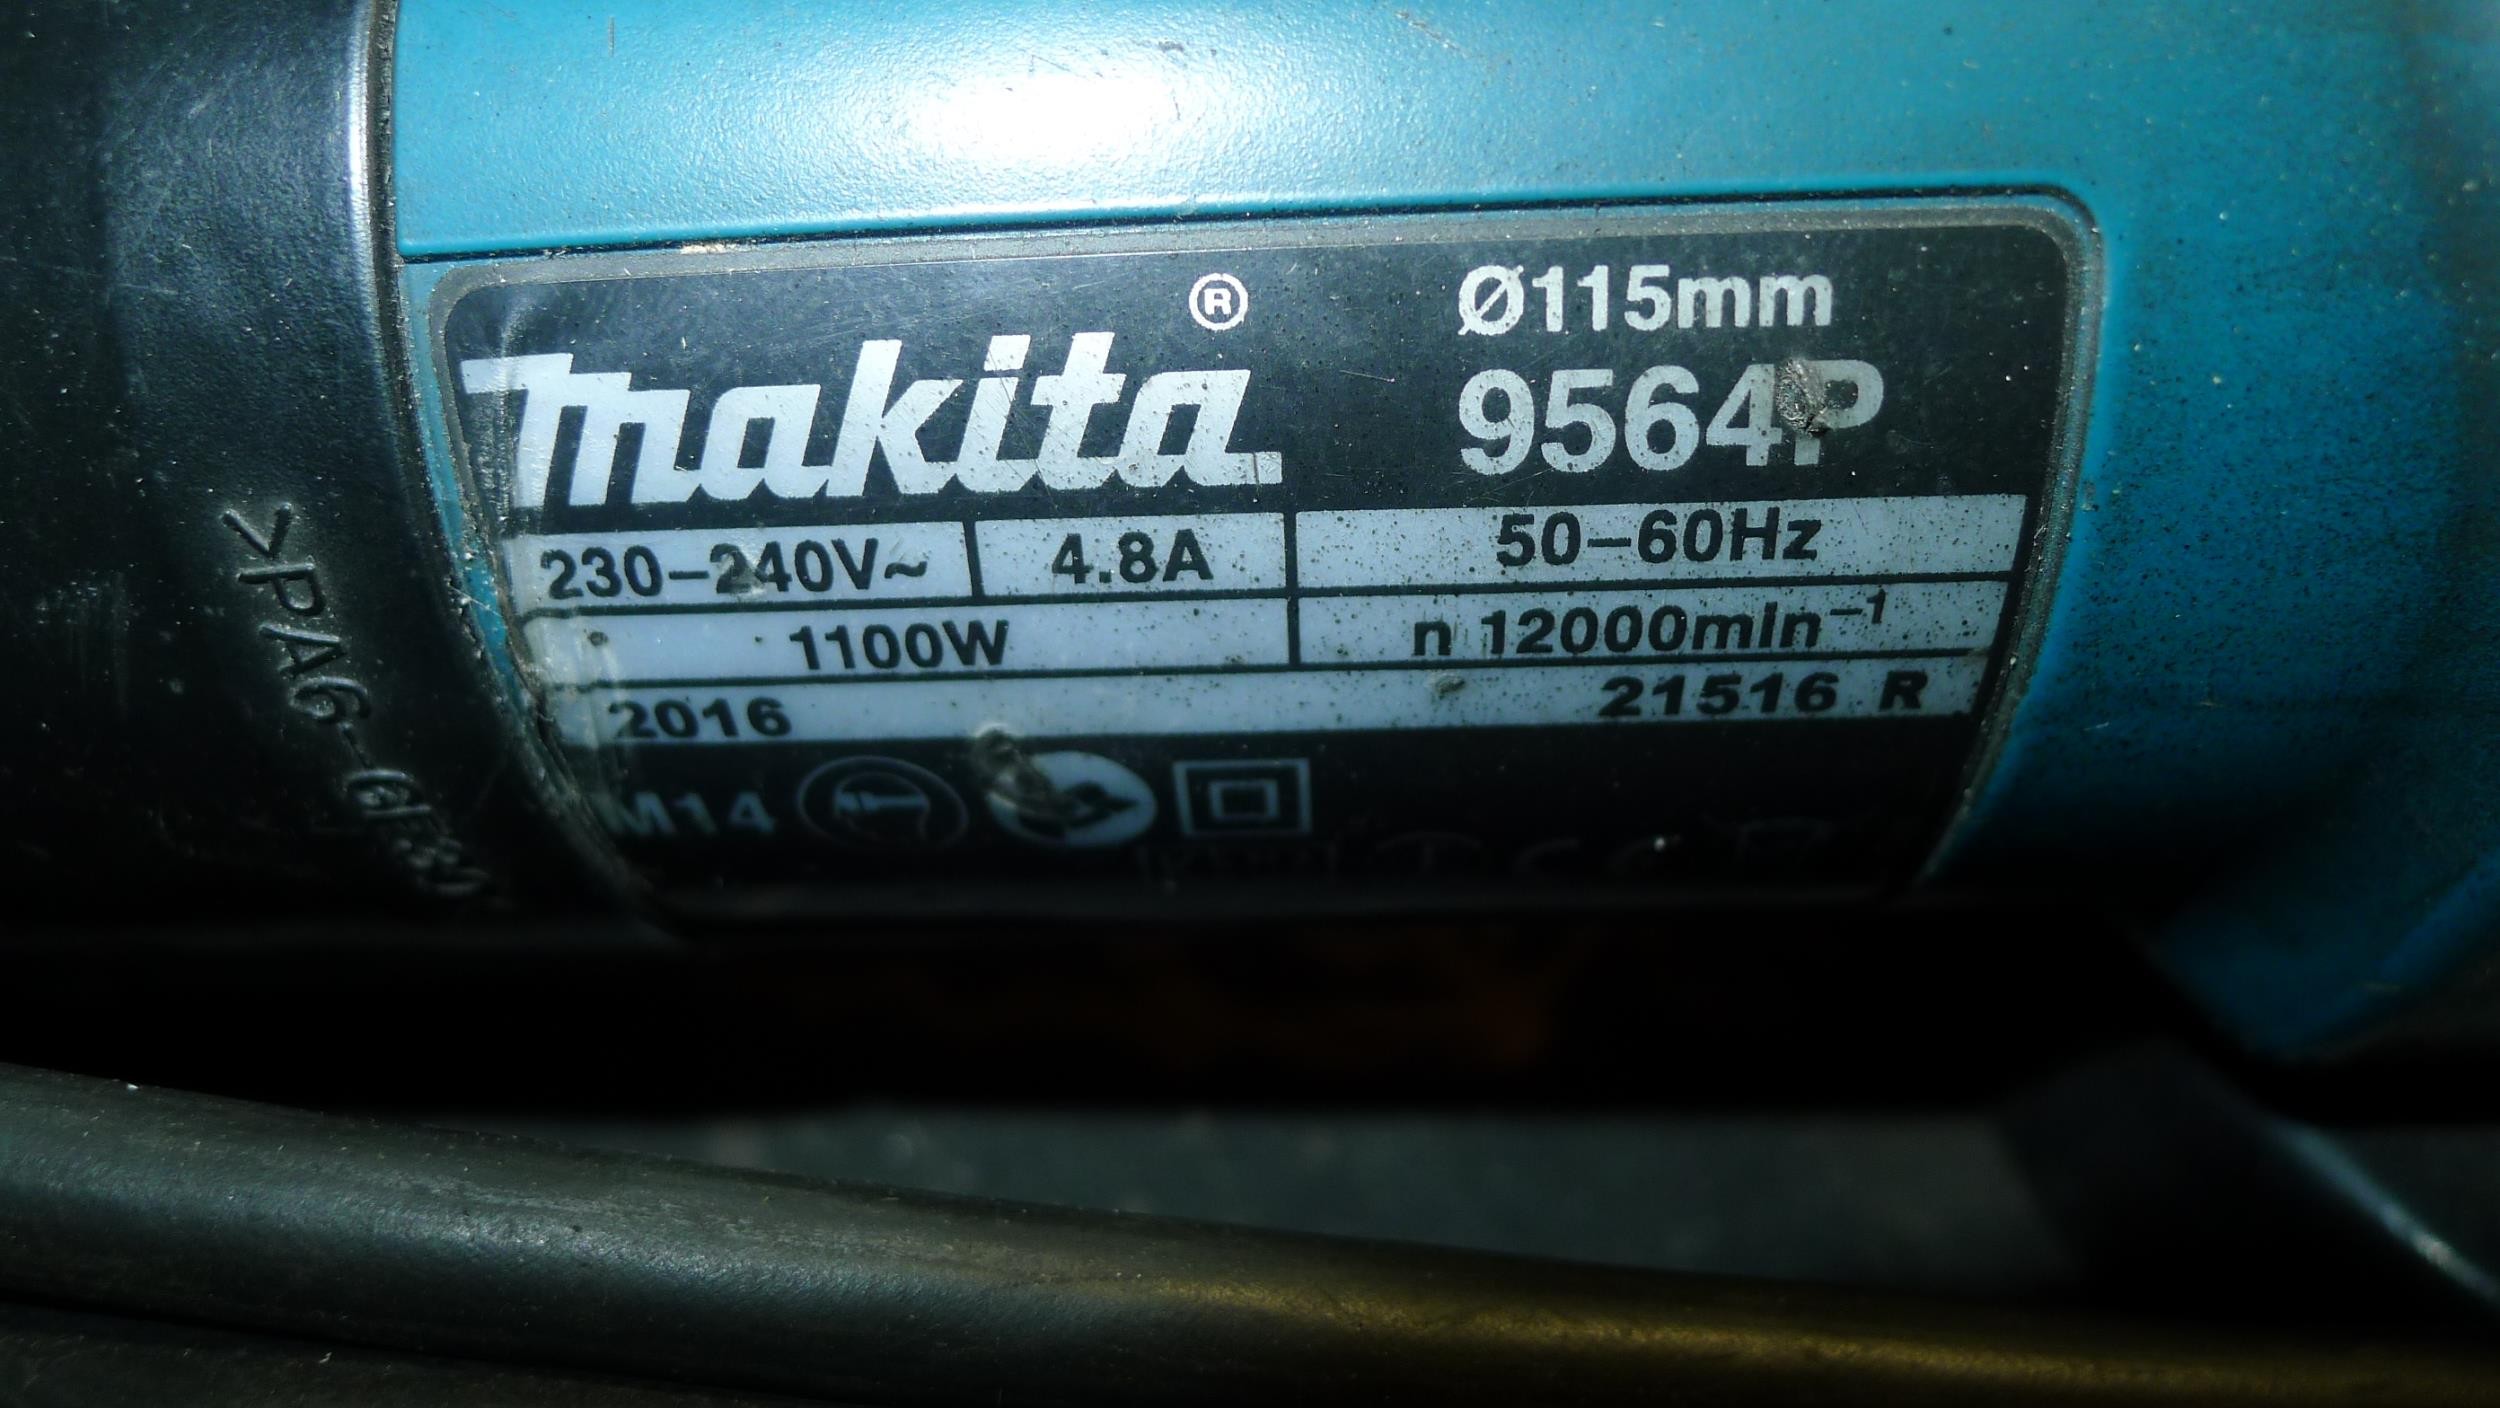 makita®
Ø115mm
9564P
230-240V~ 4.8A 50-60Hz
1100W n 12000min⁻¹
2016 21516 R
M14
>PA6-GF30